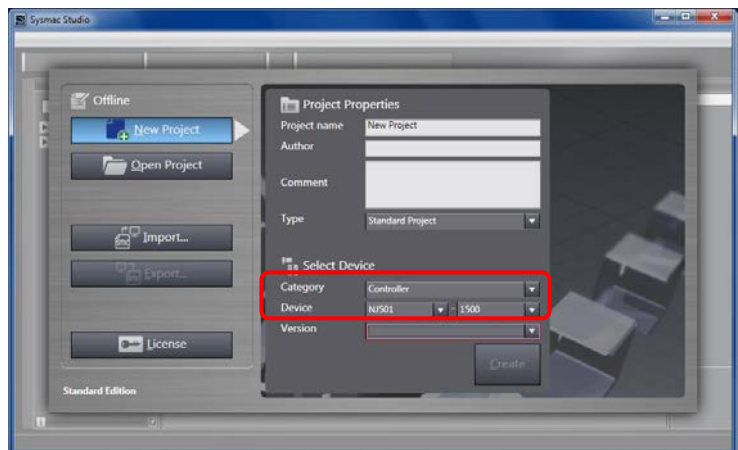 Sysmac Studio
Offline
New Project
Open Project
Import...
Export...
License
Standard Edition
Project Properties
Project name New Project
Author
Comment
Type Standard Project
Select Device
Category Controller
Device NJ501 - 1500
Version
Create